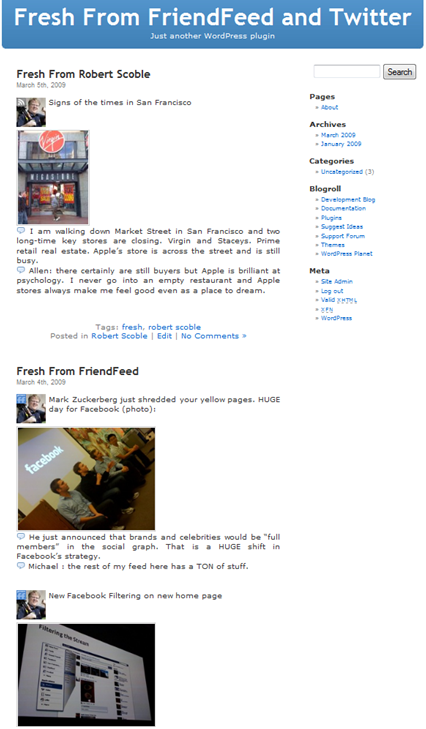 Fresh From FriendFeed and Twitter
Just another WordPress plugin
Fresh From Robert Scoble
March 5th, 2009
Signs of the times in San Francisco
Virgin
MEGASTORE
I am walking down Market Street in San Francisco and two
long-time key stores are closing. Virgin and Staceys. Prime
retail real estate. Apple's store is across the street and is still
busy.
Allen: there certainly are still buyers but Apple is brilliant at
psychology. I never go into an empty restaurant and Apple
stores always make me feel good even as a place to dream.
Tags: fresh, robert scoble
Posted in Robert Scoble | Edit | No Comments »
Fresh From FriendFeed
March 4th, 2009
Mark Zuckerberg just shredded your yellow pages. HUGE
day for Facebook (photo):
facebook
He just announced that brands and celebrities would be "full
members" in the social graph. That is a HUGE shift in
Facebook's strategy.
Michael : the rest of my feed here has a TON of stuff.
New Facebook Filtering on new home page
Filtering the Stream
Search
Pages
» About
Archives
» March 2009
» January 2009
Categories
» Uncategorized (3)
Blogroll
» Development Blog
» Documentation
» Plugins
» Suggest Ideas
» Support Forum
» Themes
» WordPress Planet
Meta
» Site Admin
» Log out
» Valid XHTML
» XFN
» WordPress